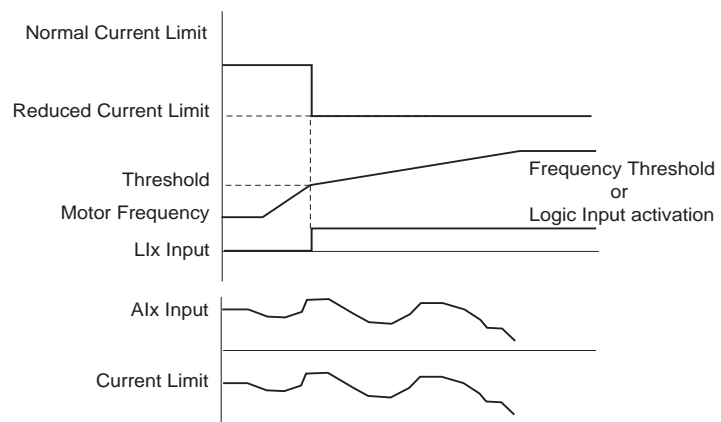 Normal Current Limit
Reduced Current Limit
Threshold
Motor Frequency
LIx Input
Frequency Threshold
or
Logic Input activation
AIx Input
Current Limit